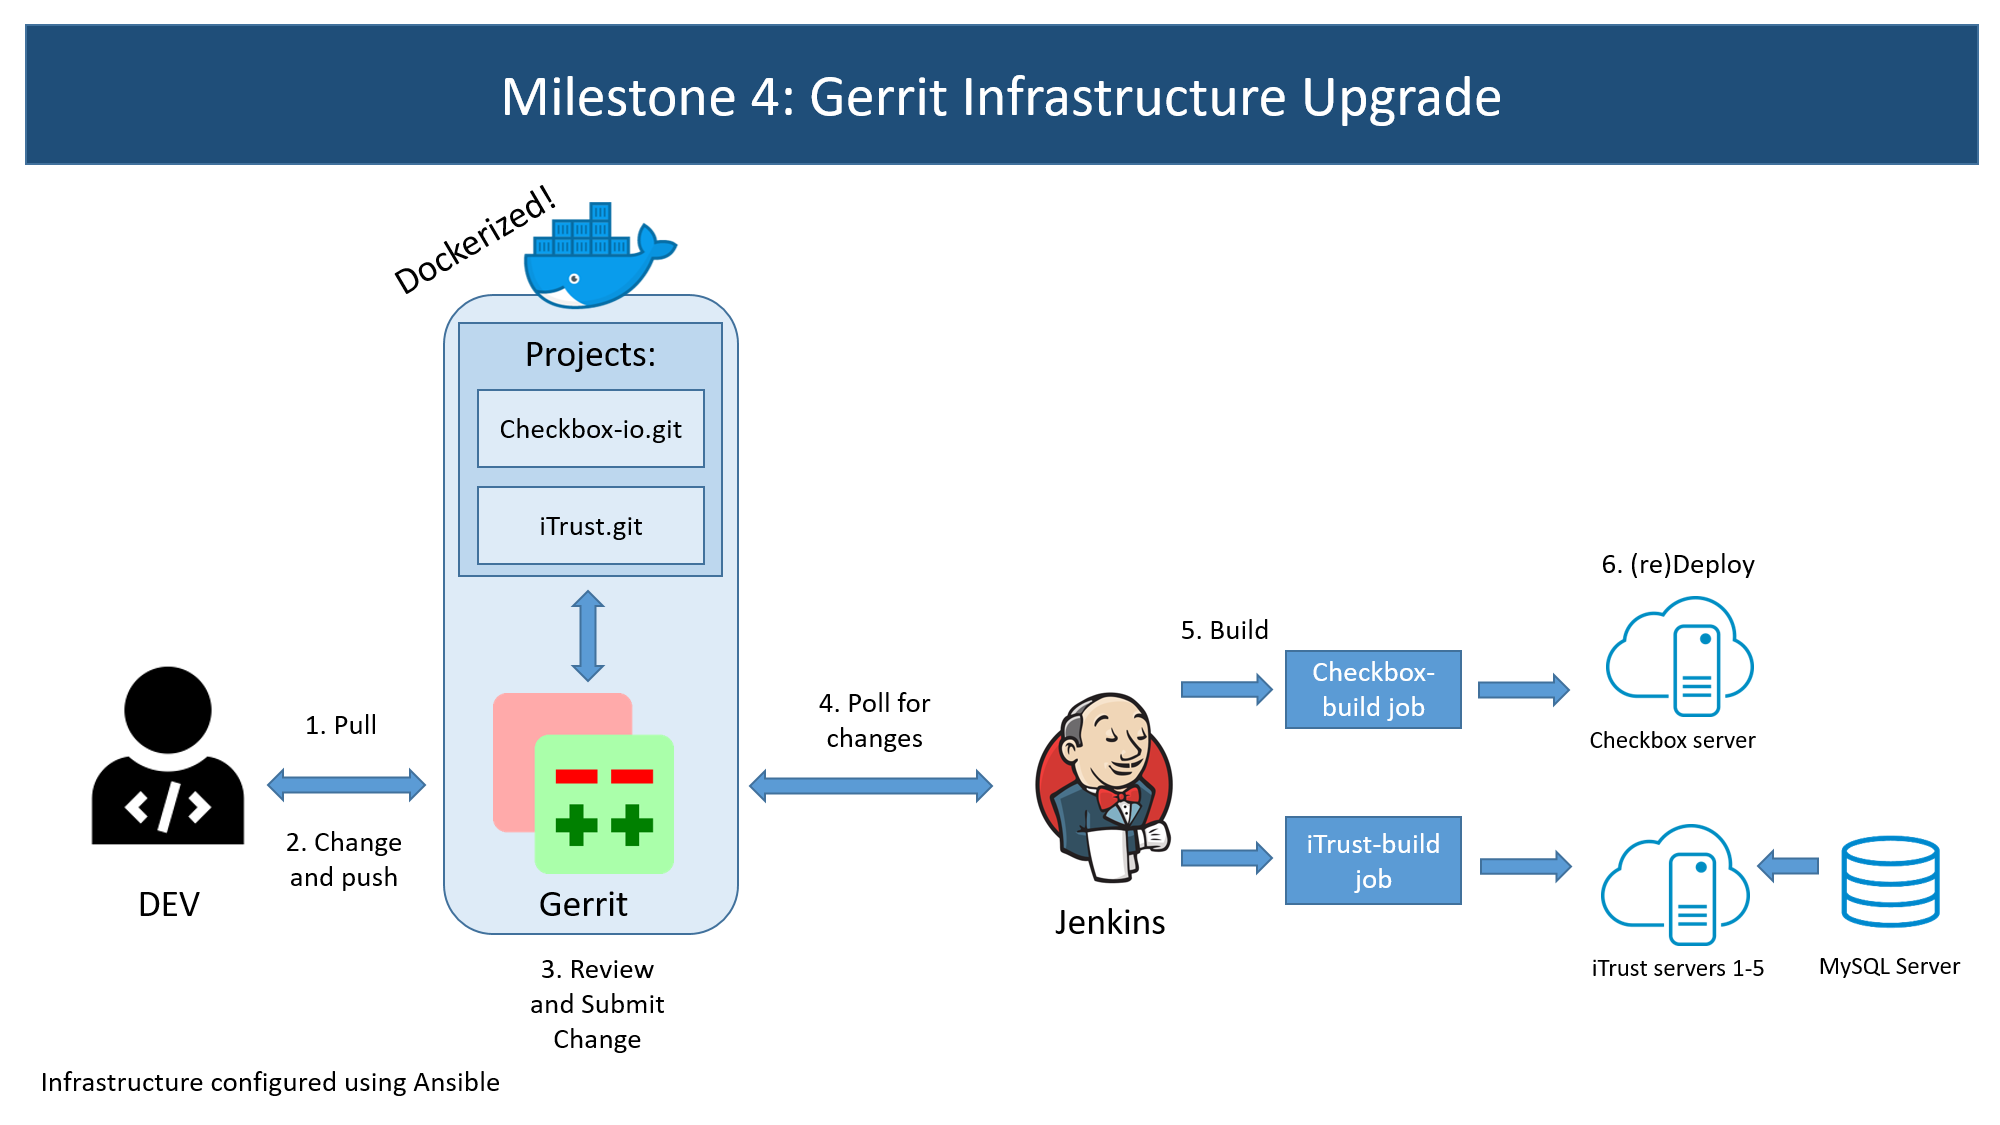 Milestone 4: Gerrit Infrastructure Upgrade
Dockerized!
Projects:
Checkbox-io.git
iTrust.git
1. Pull
2. Change
and push
DEV
Gerrit
3. Review
and Submit
Change
4. Poll for
changes
Jenkins
5. Build
Checkbox-
build job
iTrust-build
job
6. (re)Deploy
Checkbox server
iTrust servers 1-5
MySQL Server
Infrastructure configured using Ansible